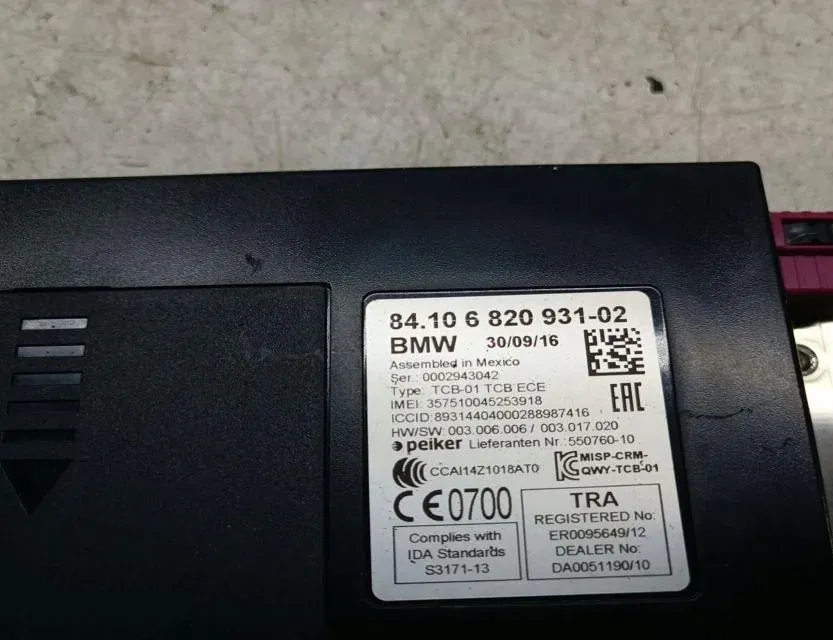 84.10 6 820 931-02
BMW 30/09/16
Assembled in Mexico
Ser.: 0002943042
Type: TCB-01 TCB ECE
IMEI: 357510045253918
ICCID: 89314404000288987416
EAC
HW/SW: 003.006.006 / 003.017.020
peiker Lieferanten Nr.: 550760-10
CCAI14Z1018AT0
MISP-CRM-
QWY-TCB-01
CE0700
Complies with
IDA Standards
S3171-13
TRA
REGISTERED No:
ER0095649/12
DEALER No:
DA0051190/10